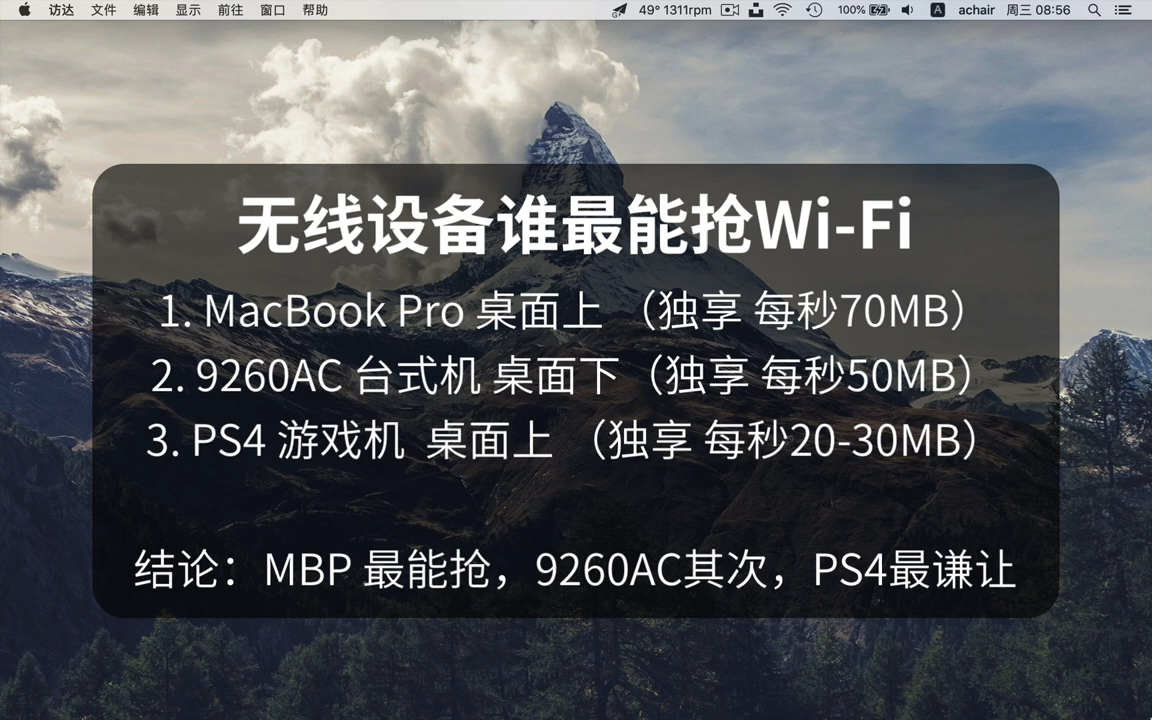 访达 文件 编辑 显示 前往 窗口 帮助 49° 1311rpm 100% A achair 周三 08:56
无线设备谁最能抢Wi-Fi
1. MacBook Pro 桌面上 （独享 每秒70MB）
2. 9260AC 台式机 桌面下（独享 每秒50MB）
3. PS4 游戏机 桌面上 （独享 每秒20-30MB）
结论：MBP 最能抢，9260AC其次，PS4最谦让